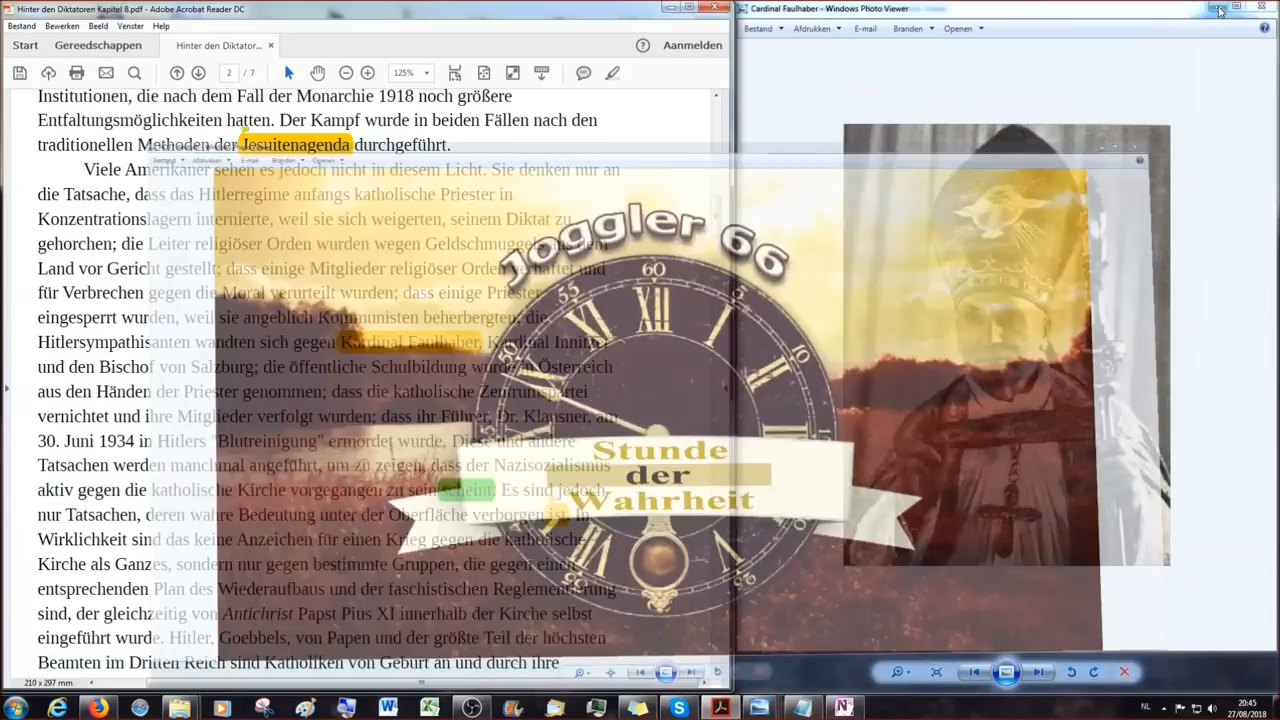 Hinter den Diktatoren Kapitel 8.pdf - Adobe Acrobat Reader DC
Bestand Bewerken Beeld Venster Help
Start Gereedschappen Hinter den Diktator... × Aanmelden
2 / 7 125%
Institutionen, die nach dem Fall der Monarchie 1918 noch größere
Entfaltungsmöglichkeiten hatten. Der Kampf wurde in beiden Fällen nach den
traditionellen Methoden der Jesuitenagenda durchgeführt.
Viele Amerikaner sehen es jedoch nicht in diesem Licht. Sie denken nur an
die Tatsache, dass das Hitlerregime anfangs katholische Priester in
Konzentrationslagern internierte, weil sie sich weigerten, seinem Diktat zu
gehorchen; die Leiter religiöser Orden wurden wegen Geldschmuggels aus dem
Land vor Gericht gestellt; dass einige Mitglieder religiöser Orden verhaftet und
für Verbrechen gegen die Moral verurteilt wurden; dass einige Priester
eingesperrt wurden, weil sie angeblich Kommunisten beherbergten; die
Hitlersympathisanten wandten sich gegen Kardinal Faulhaber, Kardinal Innitzer
und den Bischof von Salzburg; die öffentliche Schulbildung wurde in Österreich
aus den Händen der Priester genommen; dass die katholische Zentrumspartei
vernichtet und ihre Mitglieder verfolgt wurden; dass ihr Führer, Dr. Klausner, am
30. Juni 1934 in Hitlers "Blutreinigung" ermordet wurde. Diese und andere
Tatsachen werden manchmal angeführt, um zu zeigen, dass der Nazisozialismus
aktiv gegen die katholische Kirche vorgegangen zu sein scheint. Es sind jedoch
nur Tatsachen, deren wahre Bedeutung unter der Oberfläche verborgen ist. In
Wirklichkeit sind das keine Anzeichen für einen Krieg gegen die katholische
Kirche als Ganzes, sondern nur gegen bestimmte Gruppen, die gegen einen
entsprechenden Plan des Wiederaufbaus und der faschistischen Reglementierung
sind, der gleichzeitig von Antichrist Papst Pius XI innerhalb der Kirche selbst
eingeführt wurde. Hitler, Goebbels, von Papen und der größte Teil der höchsten
Beamten im Dritten Reich sind Katholiken von Geburt an und durch ihre
210 x 297 mm
Cardinal Faulhaber - Windows Photo Viewer
Bestand Afdrukken E-mail Branden Openen
Bestand Afdrukken E-mail Branden Openen
Joggler 66
60
55
5
50
10
XII
Stunde
der
Wahrheit
NL
20:45
27/08/2018